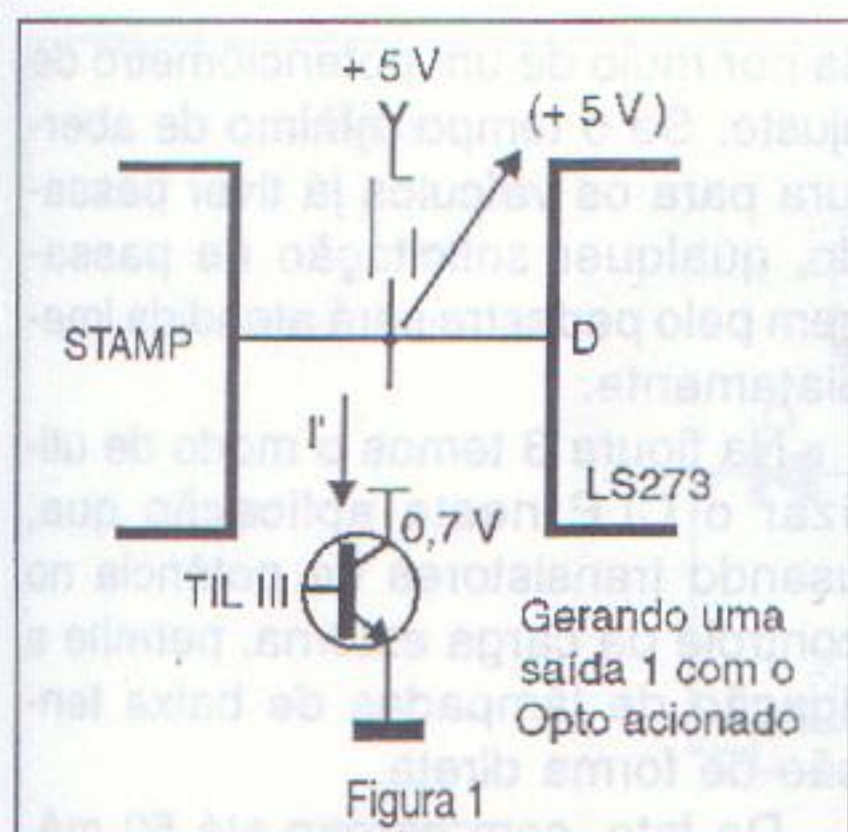 + 5 V
(+ 5 V)
STAMP
D
I'
LS273
0,7 V
TIL III
Gerando uma
saída 1 com o
Opto acionado
Figura 1